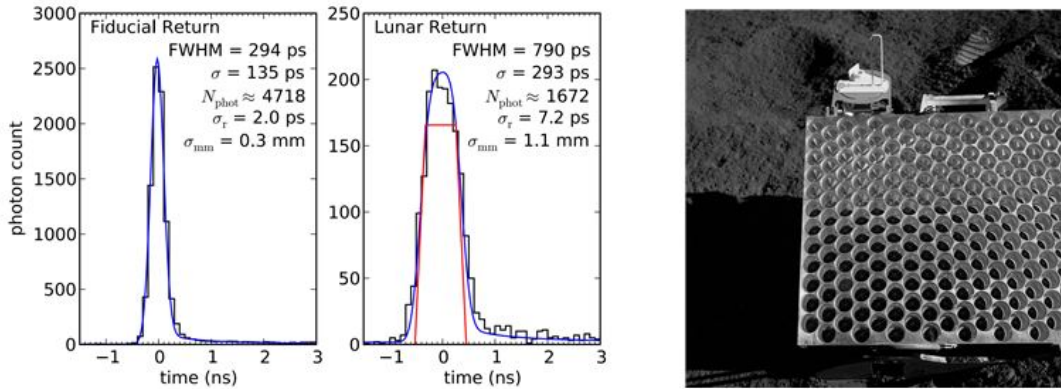 Fiducial Return
FWHM = 294 ps
σ = 135 ps
N_phot ≈ 4718
σ_r = 2.0 ps
σ_mm = 0.3 mm
3000
2500
2000
1500
1000
500
0
photon count
−1 0 1 2 3
time (ns)
Lunar Return
FWHM = 790 ps
σ = 293 ps
N_phot ≈ 1672
σ_r = 7.2 ps
σ_mm = 1.1 mm
250
200
150
100
50
0
−1 0 1 2 3
time (ns)